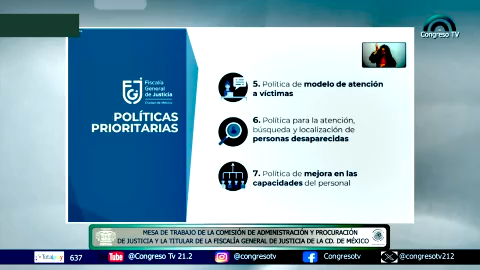 Congreso TV
Fiscalía
General
de Justicia
Ciudad de México
POLÍTICAS
PRIORITARIAS
5. Política de modelo de atención
a víctimas
6. Política para la atención,
búsqueda y localización de
personas desaparecidas
7. Política de mejora en las
capacidades del personal
MESA DE TRABAJO DE LA COMISIÓN DE ADMINISTRACIÓN Y PROCURACIÓN
DE JUSTICIA Y LA TITULAR DE LA FISCALÍA GENERAL DE JUSTICIA DE LA CD. DE MÉXICO
637
YouTube @Congreso Tv 21.2
@congresotv
@congresotv
@congresotv212